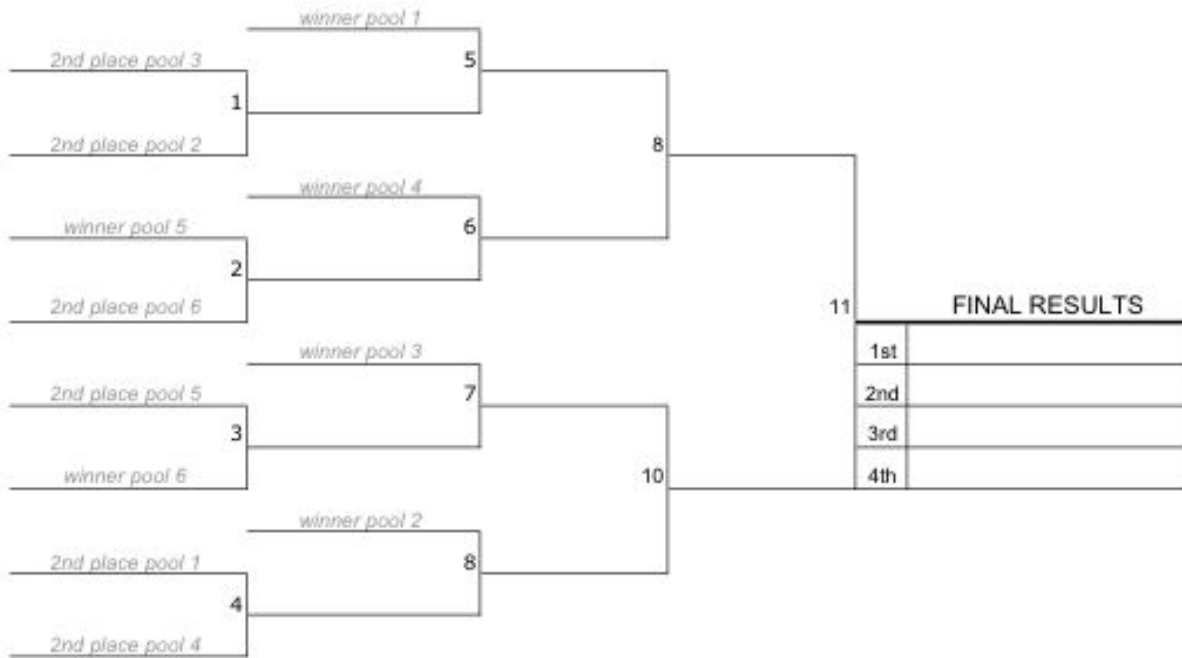 winner pool 1
2nd place pool 3
5
1
2nd place pool 2
8
winner pool 4
winner pool 5
6
2
2nd place pool 6
11
FINAL RESULTS
1st
winner pool 3
2nd place pool 5
7
2nd
3
3rd
winner pool 6
10
4th
winner pool 2
2nd place pool 1
8
4
2nd place pool 4